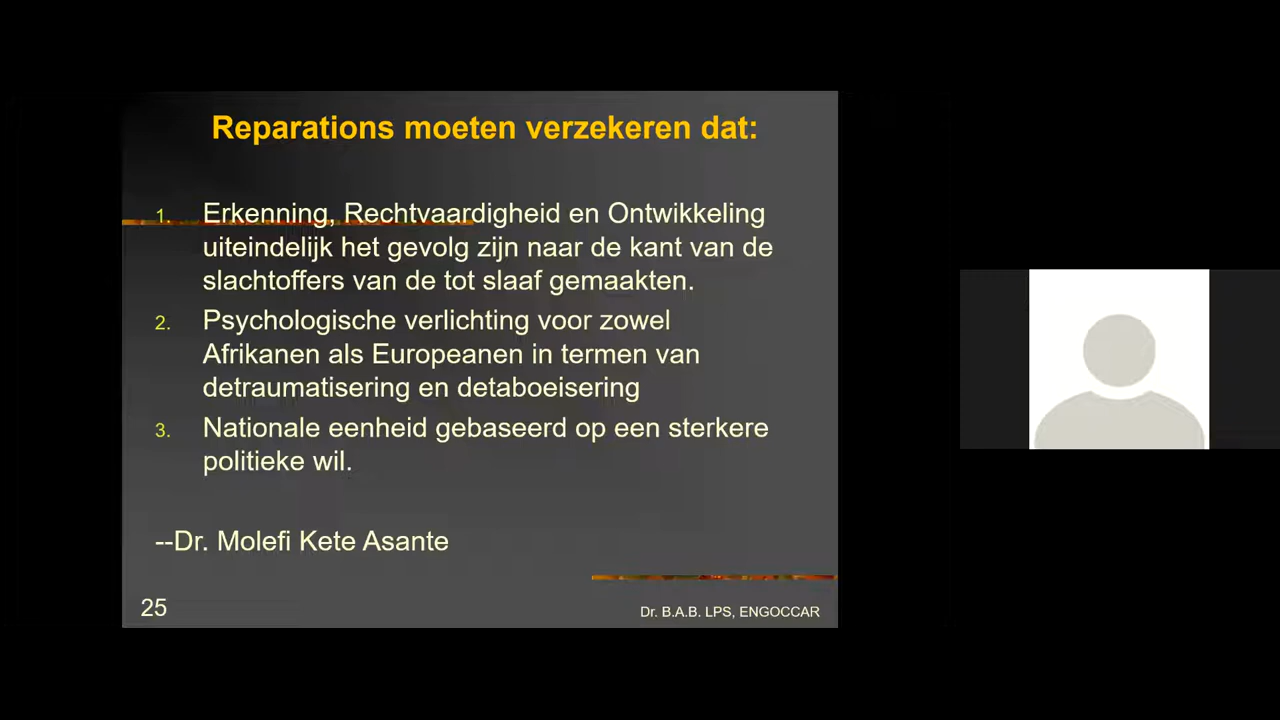 Reparations moeten verzekeren dat:
1. Erkenning, Rechtvaardigheid en Ontwikkeling
uiteindelijk het gevolg zijn naar de kant van de
slachtoffers van de tot slaaf gemaakten.
2. Psychologische verlichting voor zowel
Afrikanen als Europeanen in termen van
detraumatisering en detaboeisering
3. Nationale eenheid gebaseerd op een sterkere
politieke wil.
--Dr. Molefi Kete Asante
25
Dr. B.A.B. LPS, ENGOCCAR